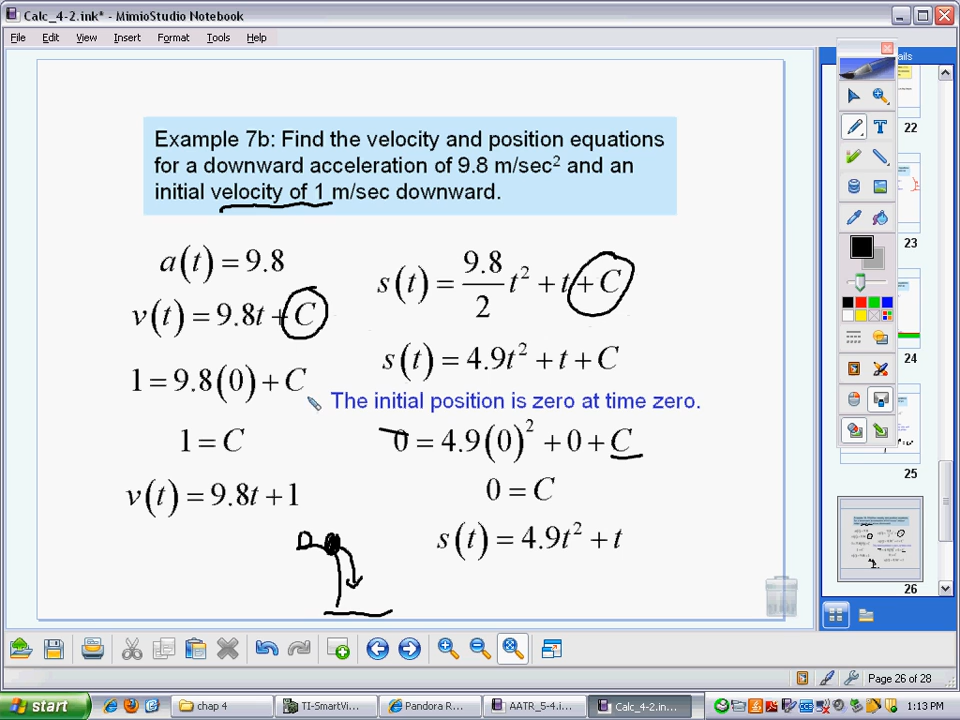 Calc_4-2.ink* - MimioStudio Notebook
File Edit View Insert Format Tools Help
Example 7b: Find the velocity and position equations
for a downward acceleration of 9.8 m/sec² and an
initial velocity of 1 m/sec downward.
a(t) = 9.8
v(t) = 9.8t + C
1 = 9.8(0) + C
1 = C
v(t) = 9.8t + 1
s(t) = 9.8/2 t² + t + C
s(t) = 4.9t² + t + C
The initial position is zero at time zero.
0 = 4.9(0)² + 0 + C
0 = C
s(t) = 4.9t² + t
ails
22
23
24
25
26
Page 26 of 28
start
chap 4
TI-SmartVi...
Pandora R...
AATR_5-4.i...
Calc_4-2.in...
1:13 PM